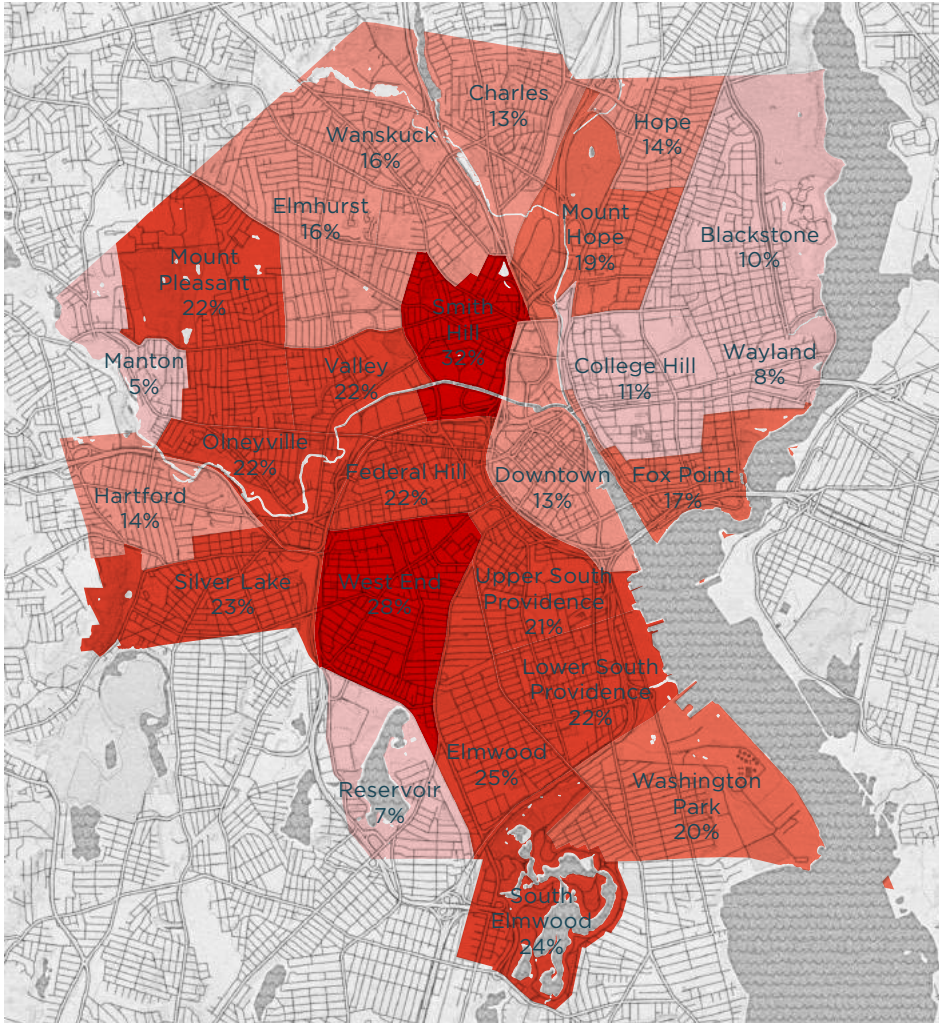 Charles
13%
Hope
14%
Wanskuck
16%
Elmhurst
16%
Mount
Hope
19%
Blackstone
10%
Mount
Pleasant
22%
Smith
Hill
32%
Manton
5%
Valley
22%
College Hill
11%
Wayland
8%
Olneyville
22%
Federal Hill
22%
Downtown
13%
Fox Point
17%
Hartford
14%
Silver Lake
23%
West End
28%
Upper South
Providence
21%
Lower South
Providence
22%
Elmwood
25%
Reservoir
7%
Washington
Park
20%
South
Elmwood
24%